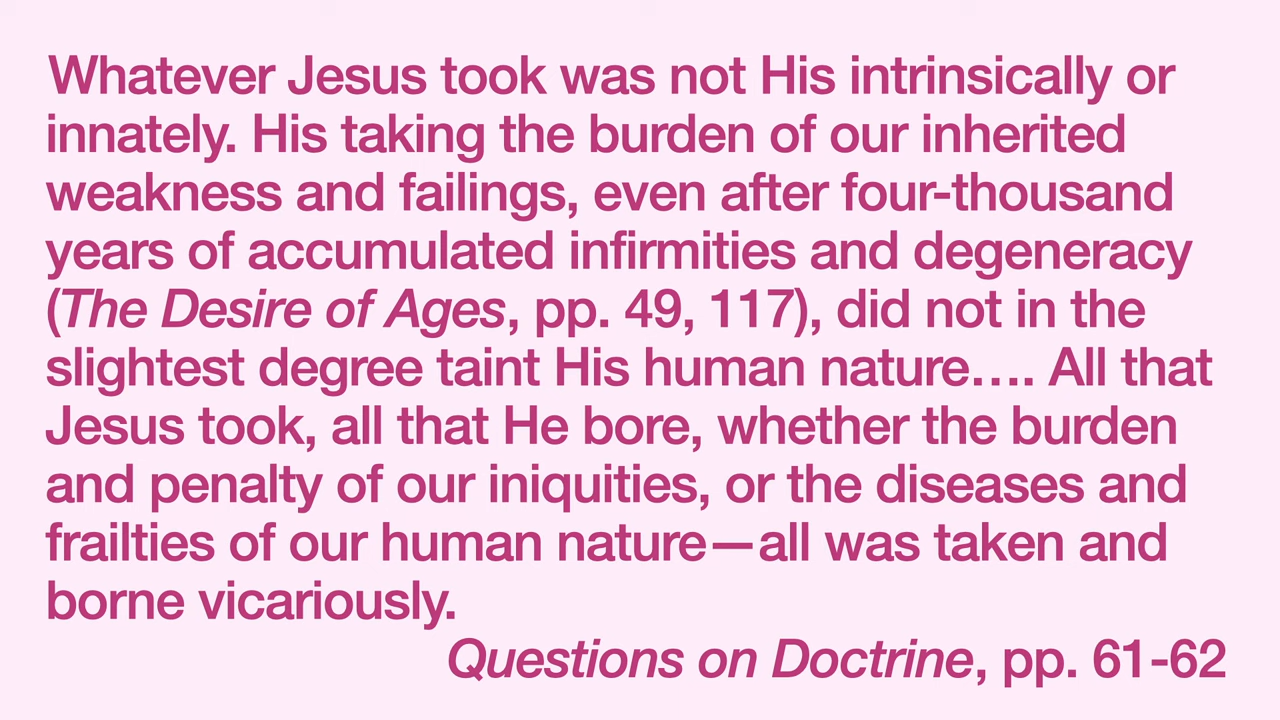 Whatever Jesus took was not His intrinsically or
innately. His taking the burden of our inherited
weakness and failings, even after four-thousand
years of accumulated infirmities and degeneracy
(The Desire of Ages, pp. 49, 117), did not in the
slightest degree taint His human nature…. All that
Jesus took, all that He bore, whether the burden
and penalty of our iniquities, or the diseases and
frailties of our human nature—all was taken and
borne vicariously.
Questions on Doctrine, pp. 61-62